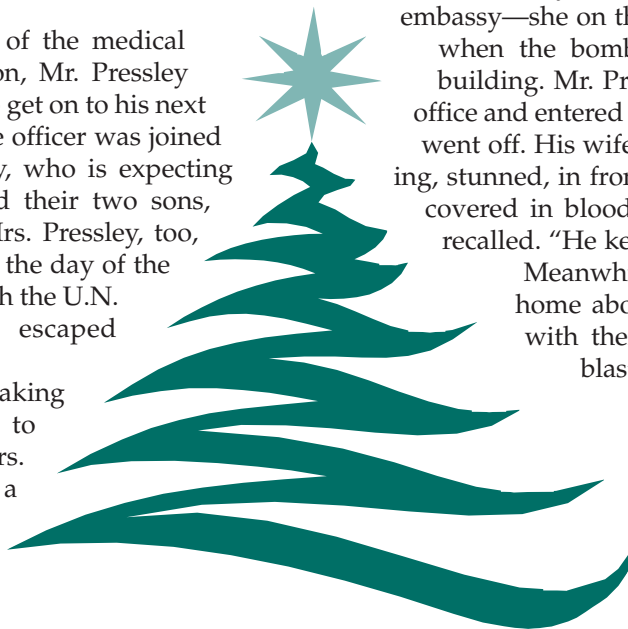 of the medical
on, Mr. Pressley
get on to his next
e officer was joined
y, who is expecting
d their two sons,
Mrs. Pressley, too,
the day of the
h the U.N.
escaped
aking
to
rs.
a
embassy—she on th
when the bomb
building. Mr. Pr
office and entered
went off. His wife
ing, stunned, in fron
covered in blood
recalled. “He ke
Meanwhi
home abo
with the
blas